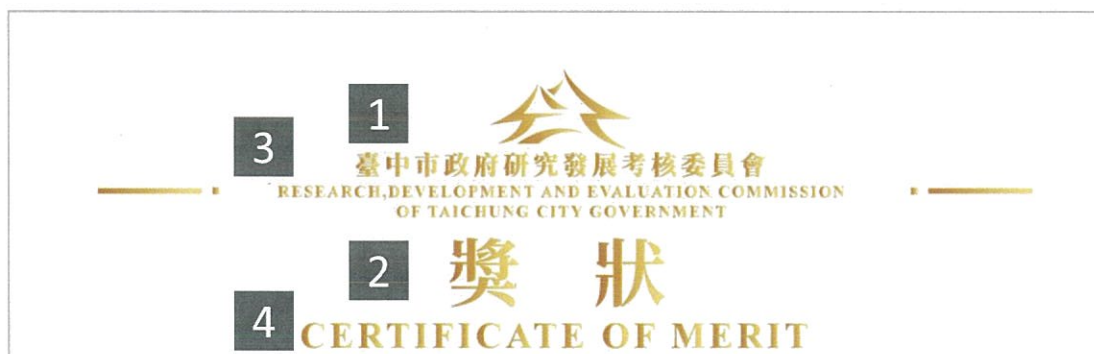 1
3
臺中市政府研究發展考核委員會
RESEARCH,DEVELOPMENT AND EVALUATION COMMISSION
OF TAICHUNG CITY GOVERNMENT
2
獎 狀
4
CERTIFICATE OF MERIT